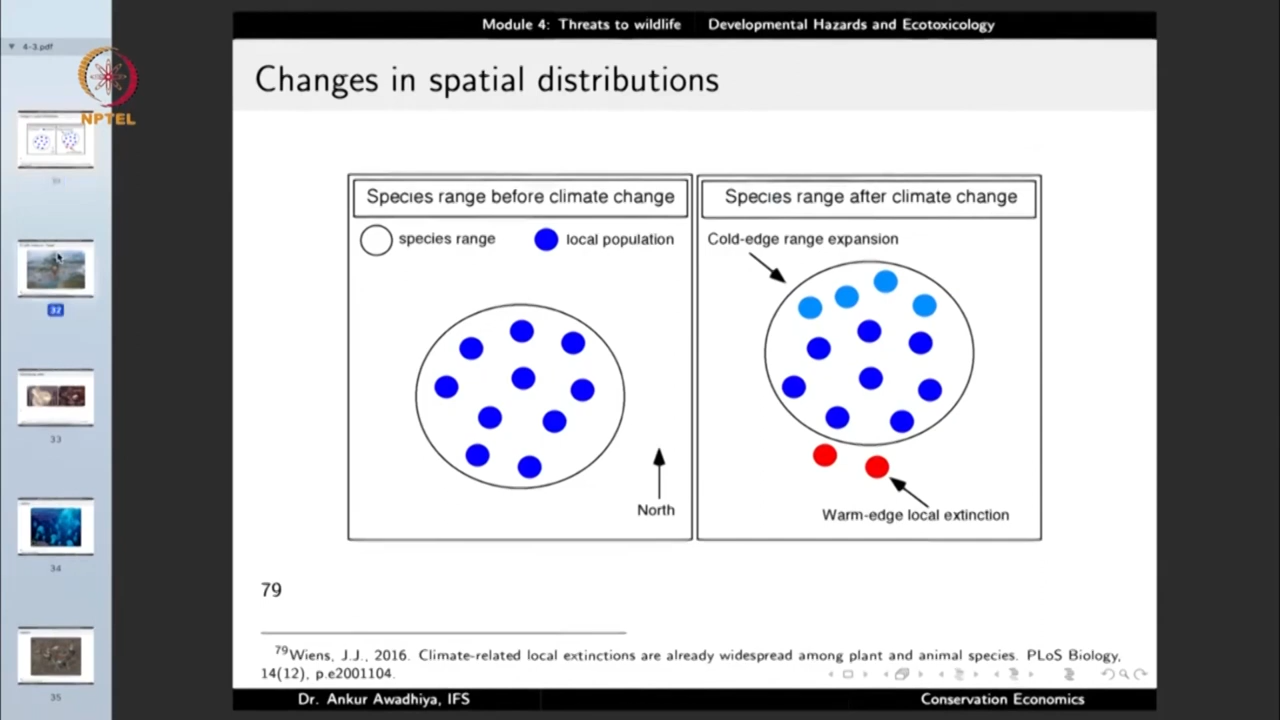 Module 4: Threats to wildlife Developmental Hazards and Ecotoxicology
4-3.pdf
NPTEL
Changes in spatial distributions
Species range before climate change
Species range after climate change
species range
local population
Cold-edge range expansion
North
Warm-edge local extinction
32
33
34
35
79
79Wiens, J.J., 2016. Climate-related local extinctions are already widespread among plant and animal species. PLoS Biology,
14(12), p.e2001104.
Dr. Ankur Awadhiya, IFS
Conservation Economics